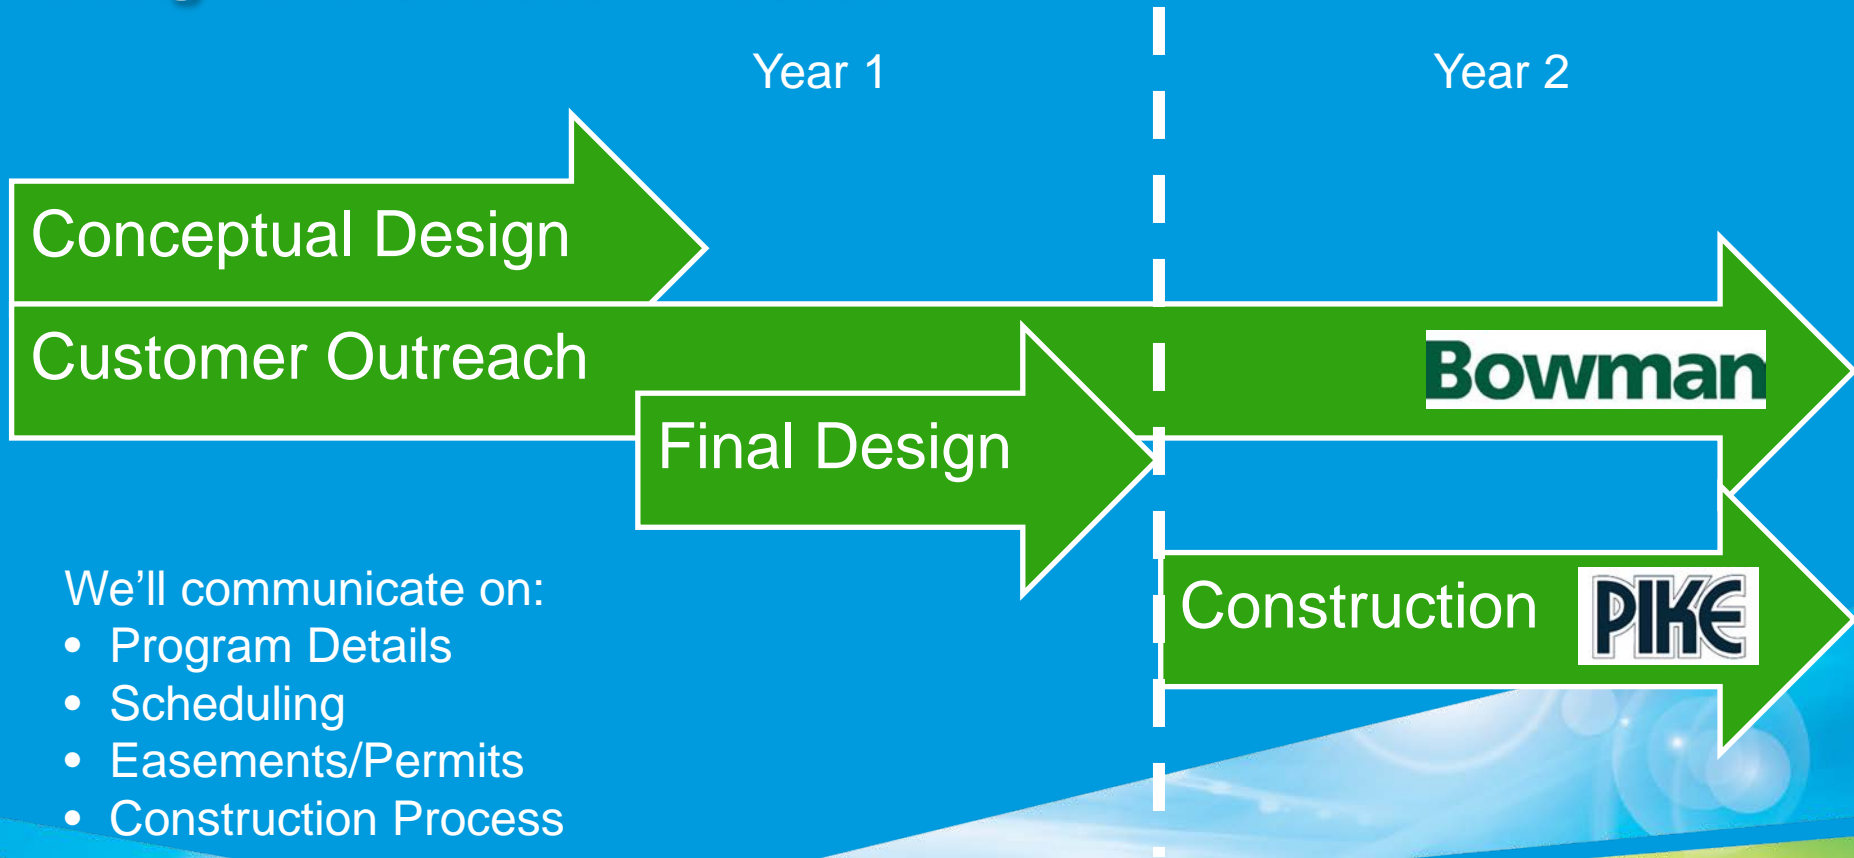 Year 1
Year 2
Conceptual Design
Customer Outreach
Bowman
Final Design
Construction
PIKE
We’ll communicate on:
• Program Details
• Scheduling
• Easements/Permits
• Construction Process